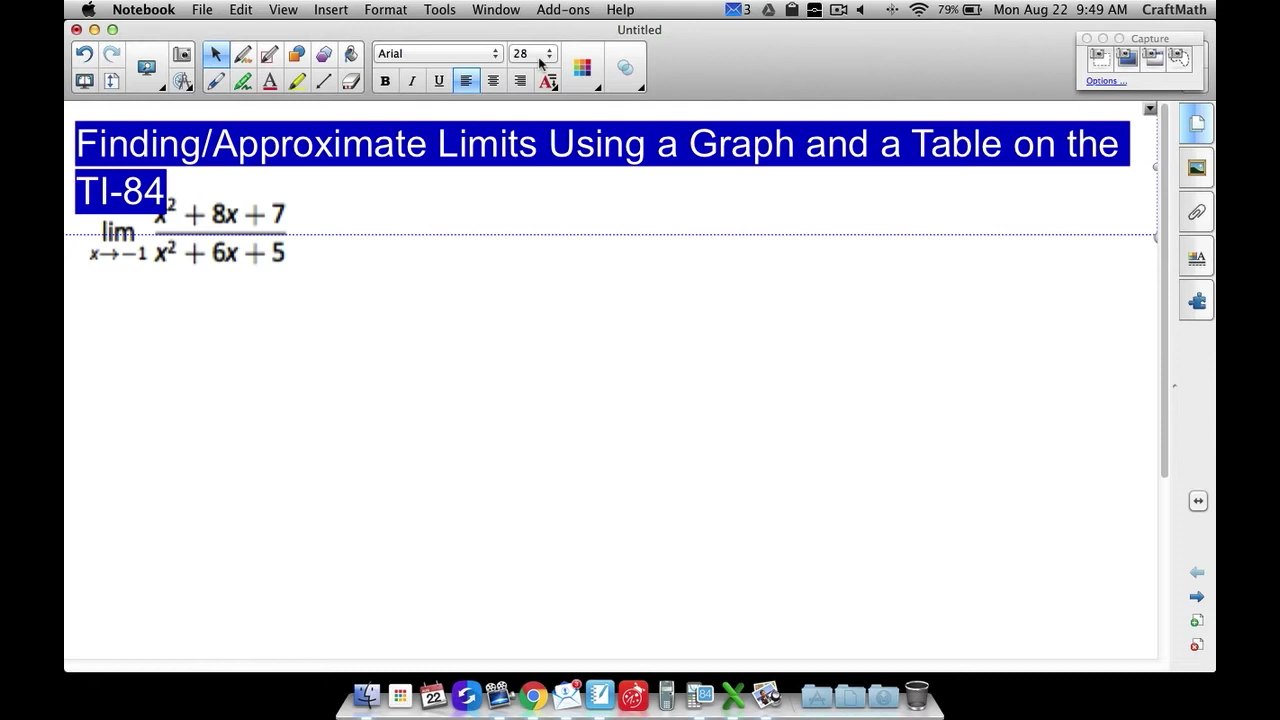 Notebook File Edit View Insert Format Tools Window Add-ons Help 3 79% Mon Aug 22 9:49 AM CraftMath
Untitled
Capture
Arial 28
B I U A A
Options ...
Finding/Approximate Limits Using a Graph and a Table on the
TI-84
x² + 8x + 7
lim
x→−1 x² + 6x + 5
22 84